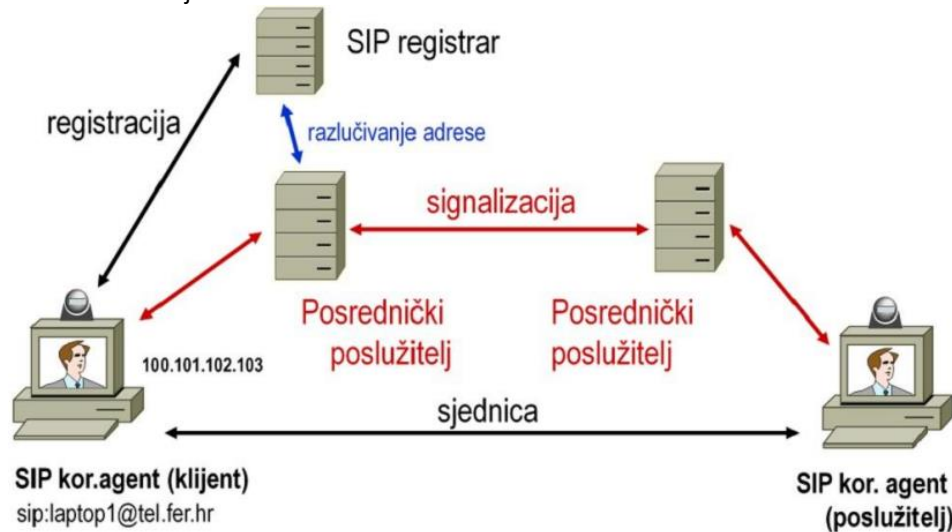 SIP registrar
registracija
razlučivanje adrese
signalizacija
Posrednički
poslužitelj
Posrednički
poslužitelj
100.101.102.103
sjednica
SIP kor.agent (klijent)
sip:laptop1@tel.fer.hr
SIP kor. agent
(poslužitelj)